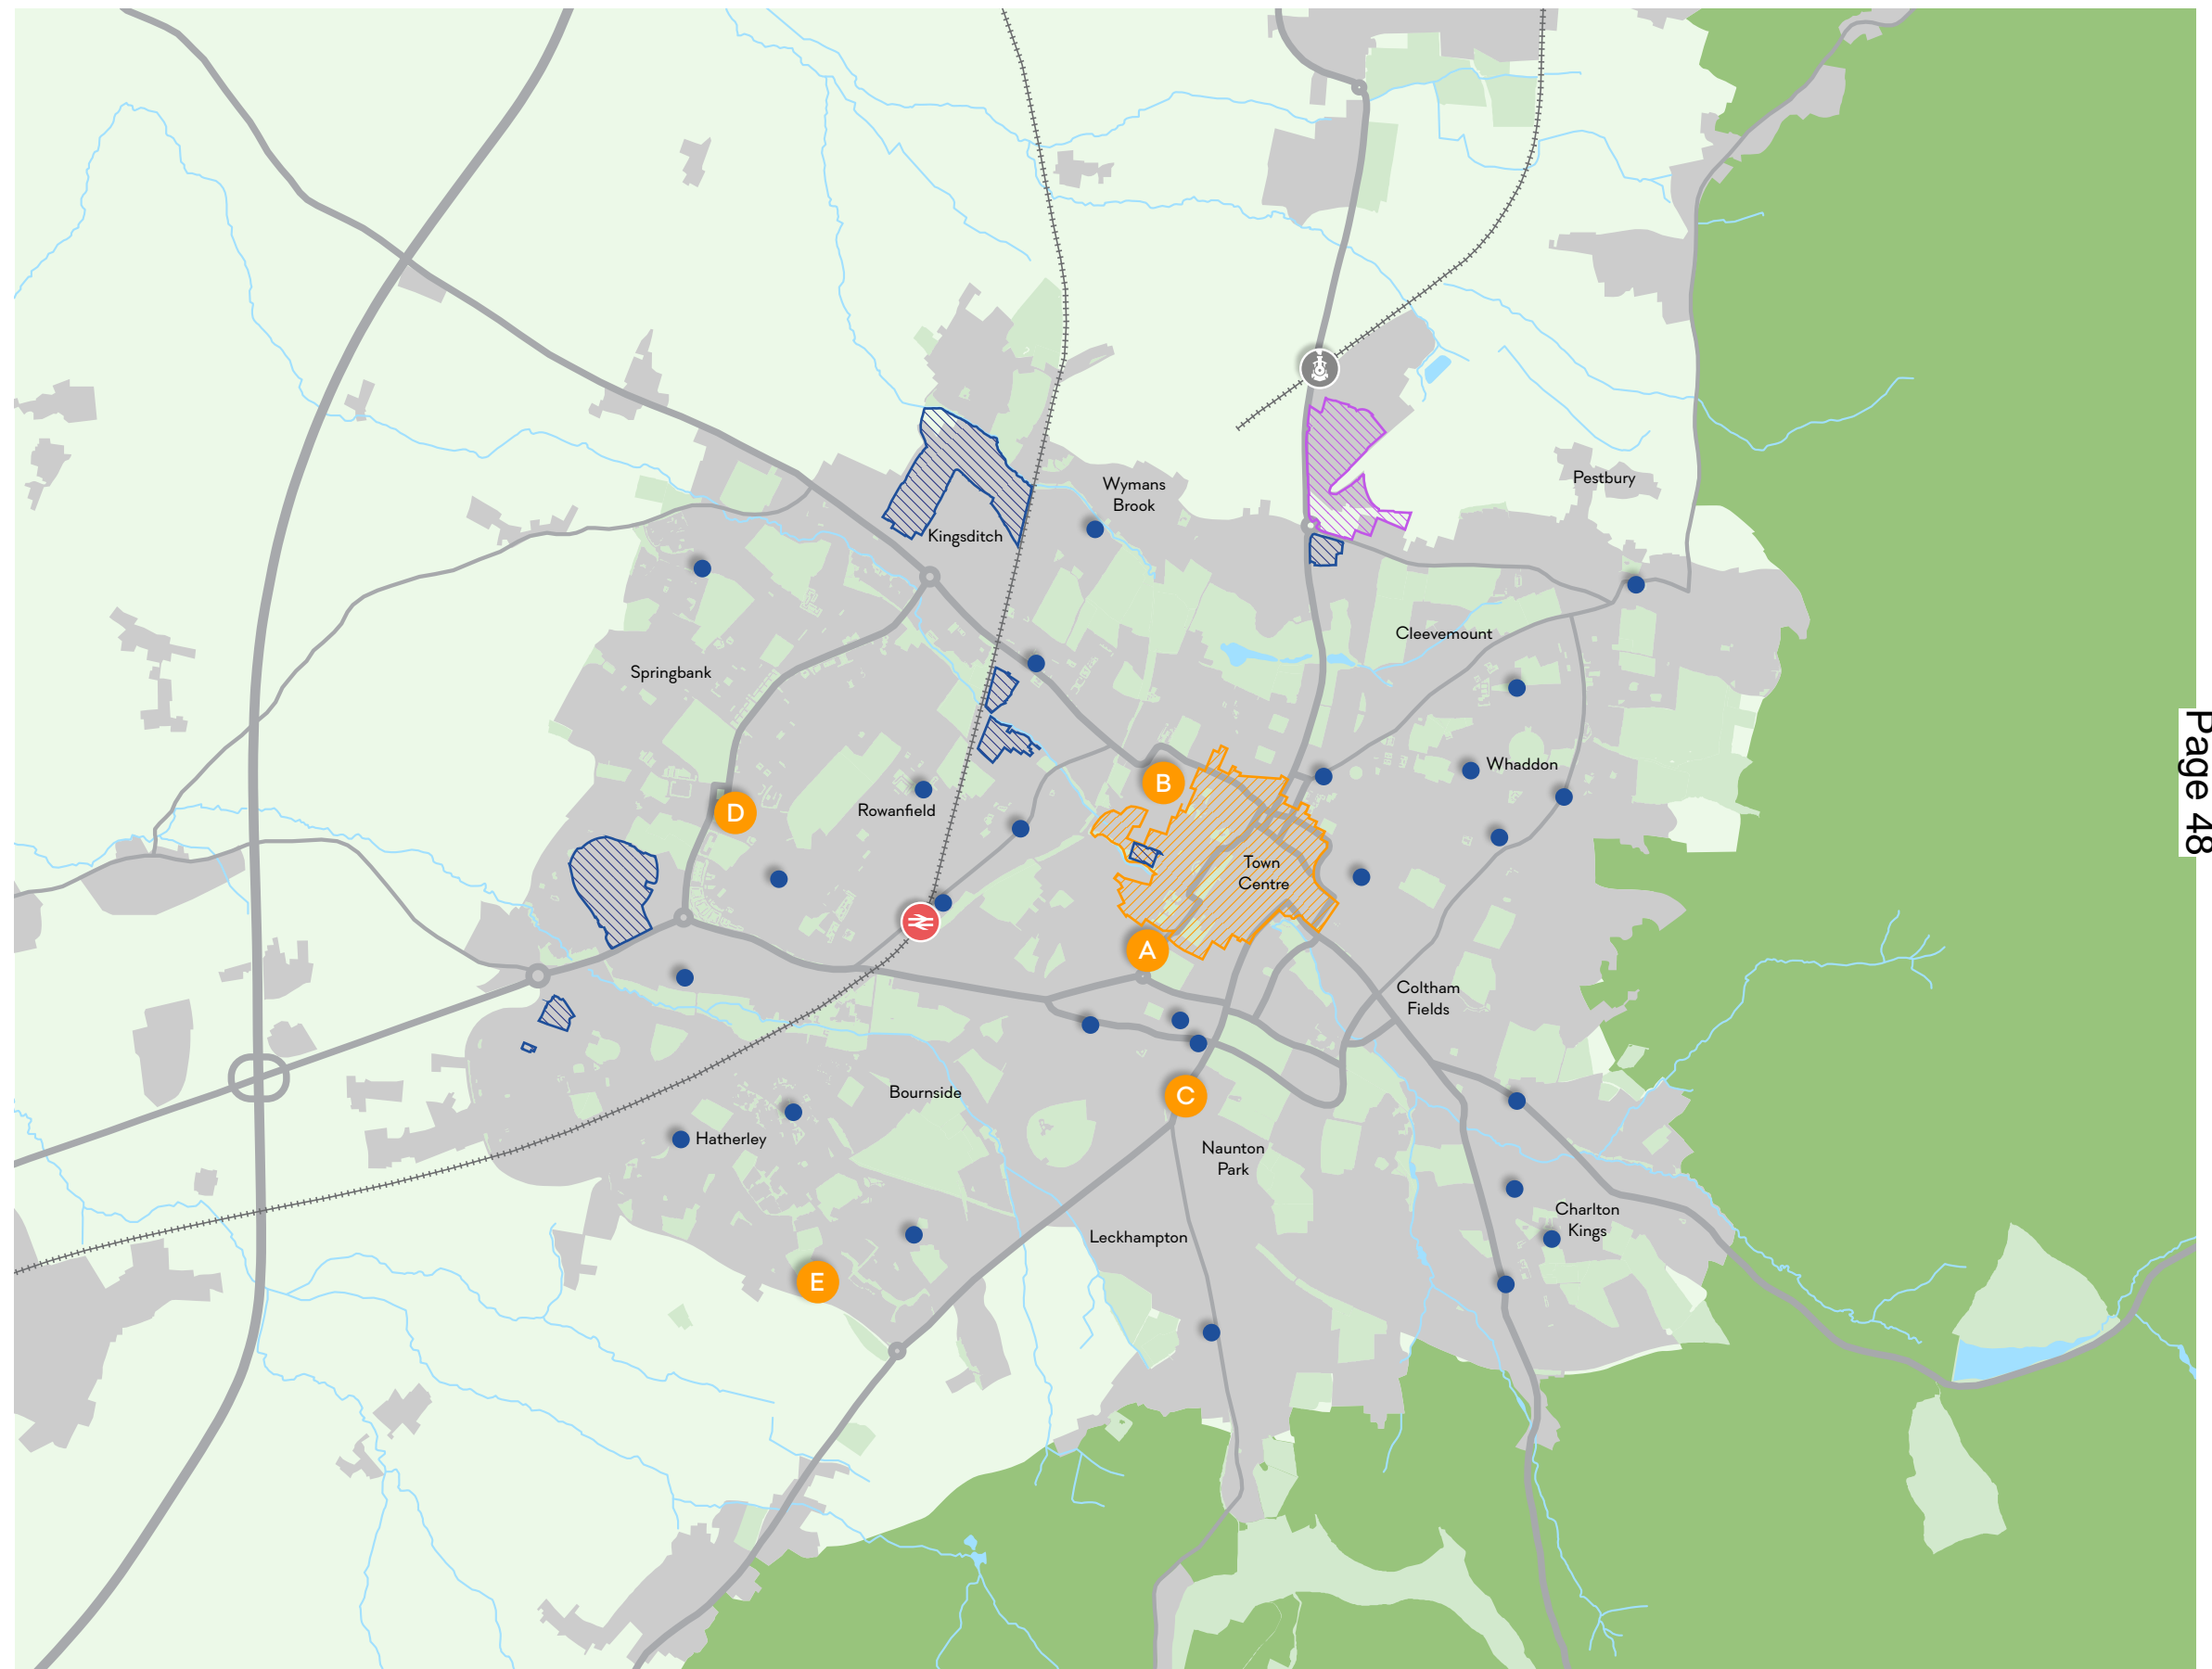 Wymans
Brook
Pestbury
Kingsditch
Cleevemount
Springbank
Whaddon
B
D
Rowanfield
Town
Centre
A
Coltham
Fields
Bournside
C
Hatherley
Naunton
Park
Charlton
Kings
Leckhampton
E
Page 48